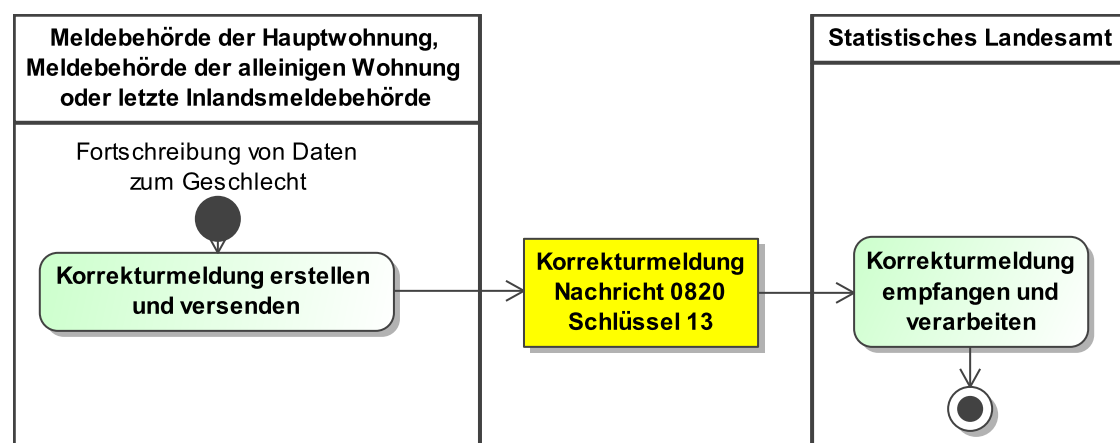 Meldebehörde der Hauptwohnung,
Meldebehörde der alleinigen Wohnung
oder letzte Inlandsmeldebehörde
Fortschreibung von Daten
zum Geschlecht
Korrekturmeldung erstellen
und versenden
Korrekturmeldung
Nachricht 0820
Schlüssel 13
Statistisches Landesamt
Korrekturmeldung
empfangen und
verarbeiten